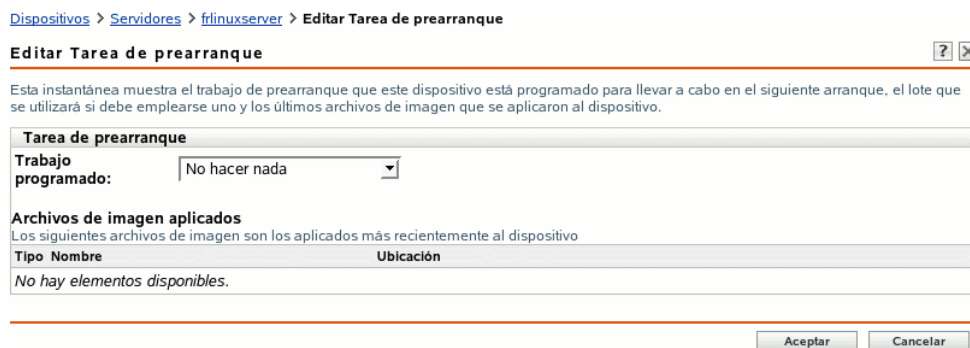 Dispositivos > Servidores > frlinuxserver > Editar Tarea de prearranque
Editar Tarea de prearranque ? X
Esta instantánea muestra el trabajo de prearranque que este dispositivo está programado para llevar a cabo en el siguiente arranque, el lote que
se utilizará si debe emplearse uno y los últimos archivos de imagen que se aplicaron al dispositivo.
Tarea de prearranque
Trabajo
programado:
No hacer nada
Archivos de imagen aplicados
Los siguientes archivos de imagen son los aplicados más recientemente al dispositivo
Tipo Nombre Ubicación
No hay elementos disponibles.
Aceptar Cancelar